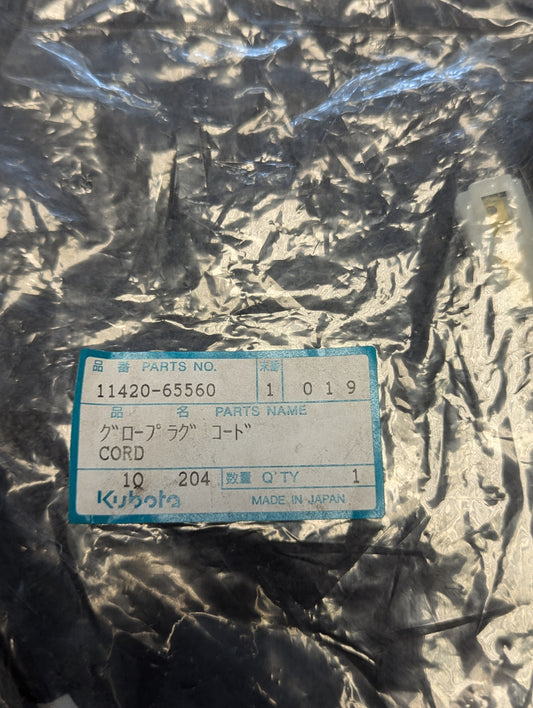 品番 PARTS NO.
11420-65560 1 019
品名 PARTS NAME
グロープラグ コード
CORD
1Q 204 数量 Q'TY 1
Kubota MADE IN JAPAN